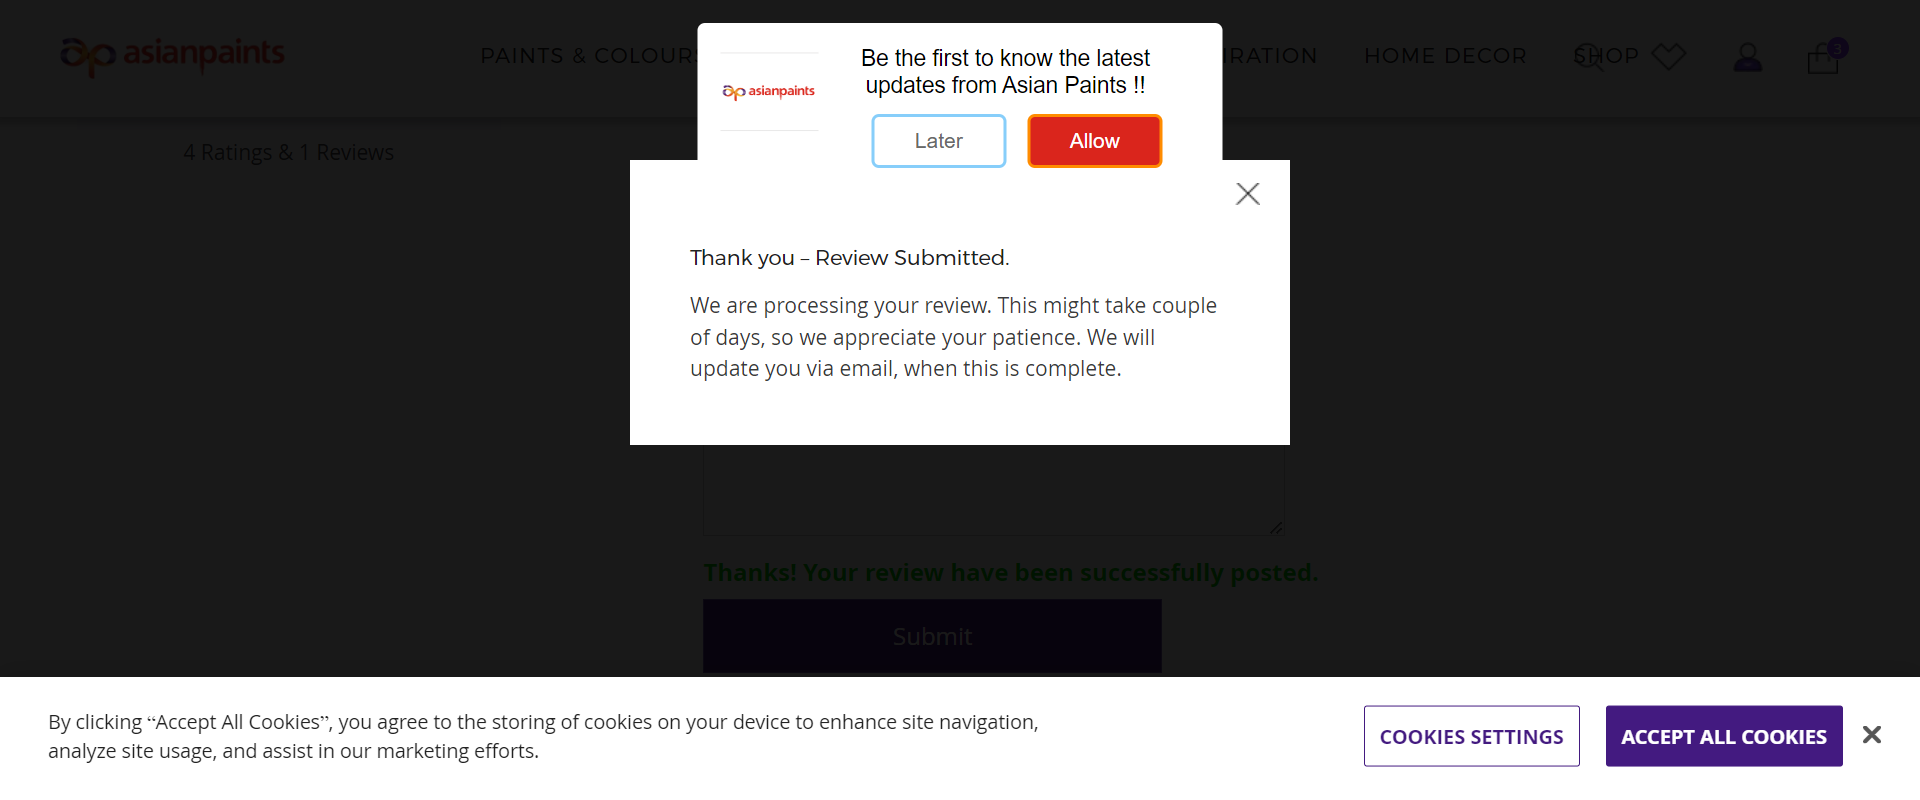 asianpaints
PAINTS & COLOURS
IRATION
HOME DECOR
SHOP
3
Be the first to know the latest
updates from Asian Paints !!
asianpaints
Later
Allow
4 Ratings & 1 Reviews
Thank you – Review Submitted.
We are processing your review. This might take couple
of days, so we appreciate your patience. We will
update you via email, when this is complete.
Thanks! Your review have been successfully posted.
Submit
By clicking “Accept All Cookies”, you agree to the storing of cookies on your device to enhance site navigation,
analyze site usage, and assist in our marketing efforts.
COOKIES SETTINGS
ACCEPT ALL COOKIES